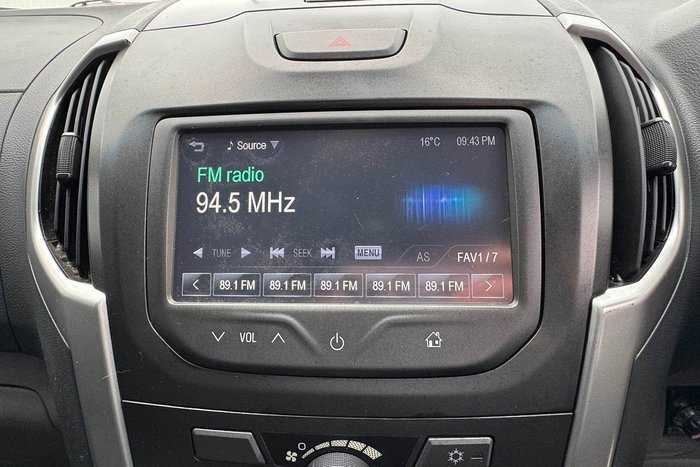 Source 16°C 09:43 PM
FM radio
94.5 MHz
TUNE SEEK MENU AS FAV1/7
89.1 FM 89.1 FM 89.1 FM 89.1 FM 89.1 FM
VOL